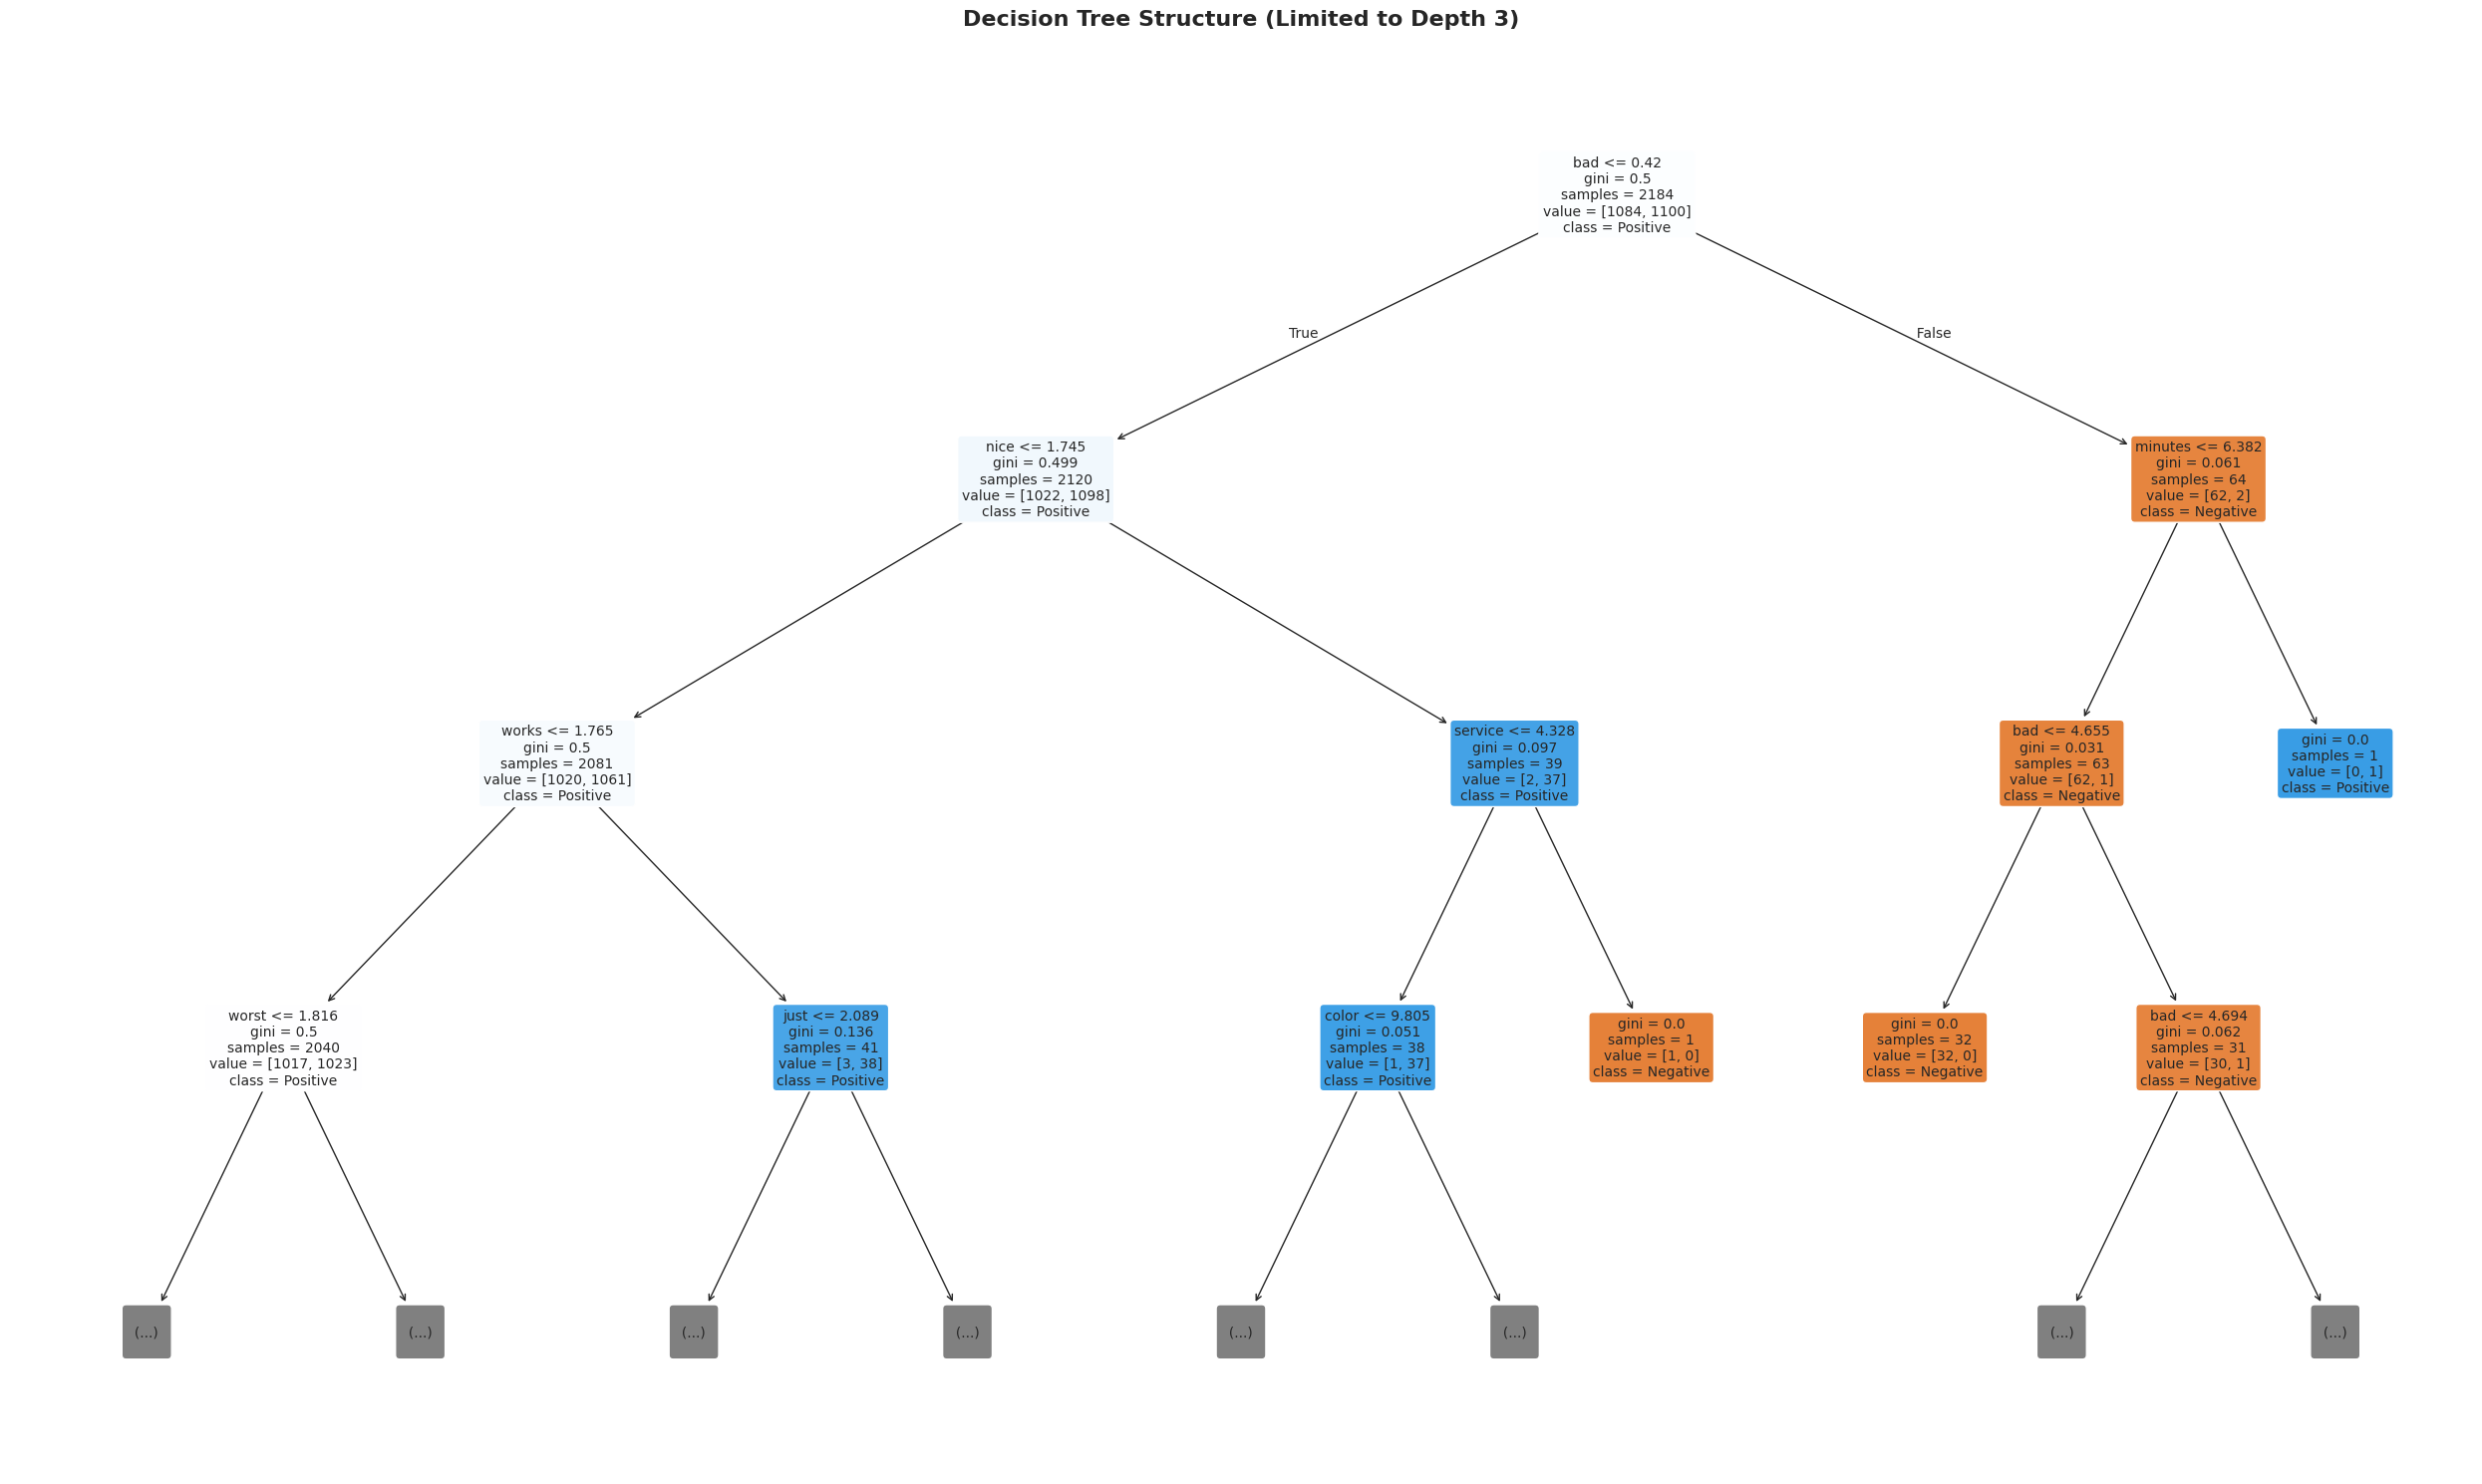 Decision Tree Structure (Limited to Depth 3)
bad <= 0.42
gini = 0.5
samples = 2184
value = [1084, 1100]
class = Positive
True
False
nice <= 1.745
gini = 0.499
samples = 2120
value = [1022, 1098]
class = Positive
minutes <= 6.382
gini = 0.061
samples = 64
value = [62, 2]
class = Negative
works <= 1.765
gini = 0.5
samples = 2081
value = [1020, 1061]
class = Positive
service <= 4.328
gini = 0.097
samples = 39
value = [2, 37]
class = Positive
bad <= 4.655
gini = 0.031
samples = 63
value = [62, 1]
class = Negative
gini = 0.0
samples = 1
value = [0, 1]
class = Positive
worst <= 1.816
gini = 0.5
samples = 2040
value = [1017, 1023]
class = Positive
just <= 2.089
gini = 0.136
samples = 41
value = [3, 38]
class = Positive
color <= 9.805
gini = 0.051
samples = 38
value = [1, 37]
class = Positive
gini = 0.0
samples = 1
value = [1, 0]
class = Negative
gini = 0.0
samples = 32
value = [32, 0]
class = Negative
bad <= 4.694
gini = 0.062
samples = 31
value = [30, 1]
class = Negative
(...)
(...)
(...)
(...)
(...)
(...)
(...)
(...)